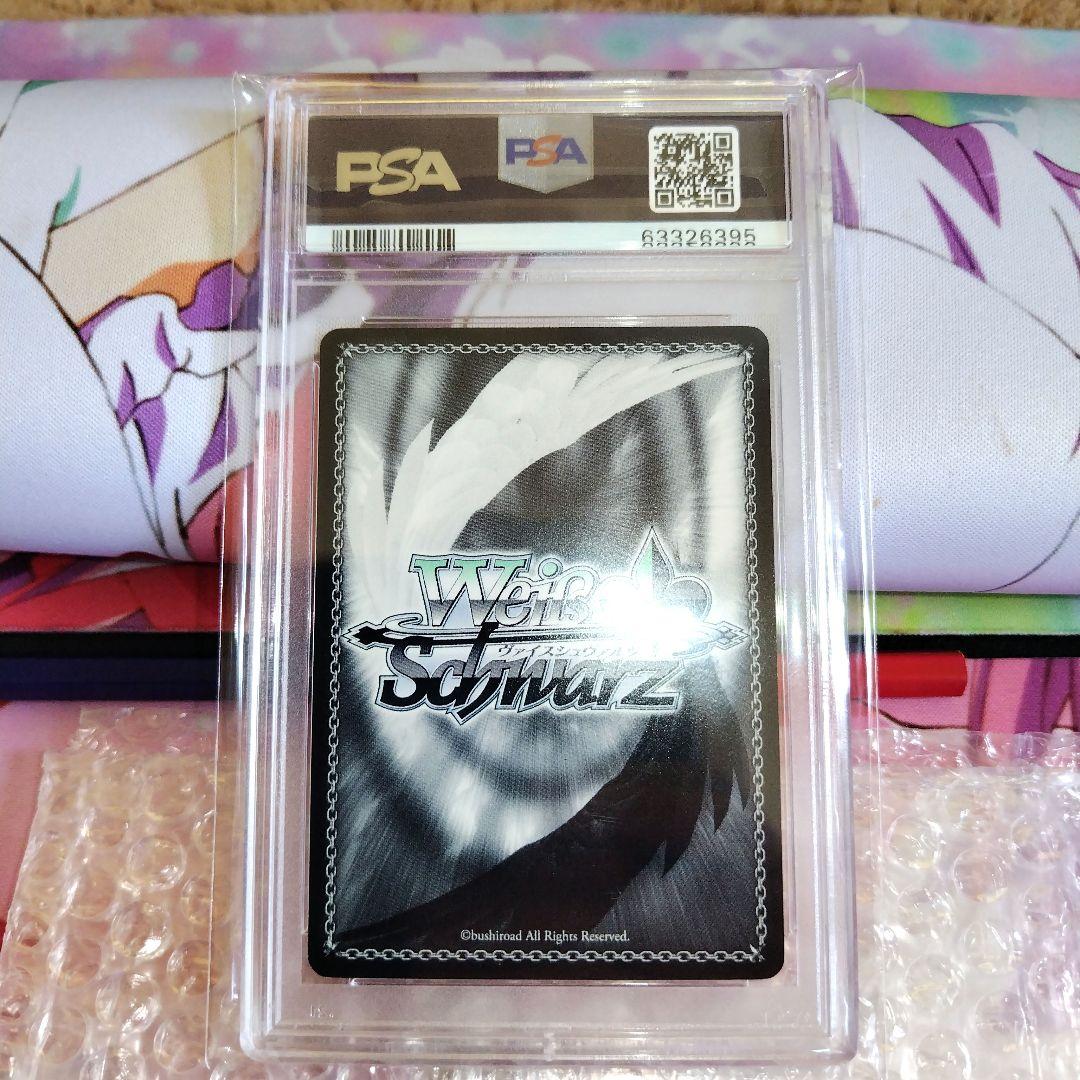 PSA
PSA
63326395
Weiß
ヴァイスシュヴァルツ
Schwarz
©bushiroad All Rights Reserved.